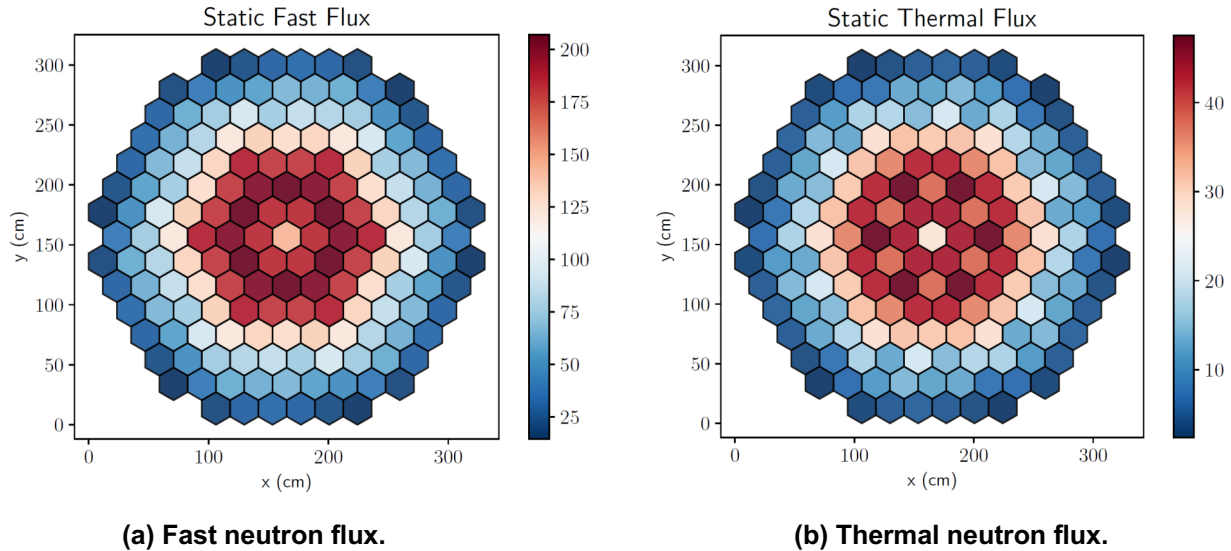 Static Fast Flux
300
250
200
150
100
50
0
y (cm)
0 100 200 300
x (cm)
200
175
150
125
100
75
50
25
(a) Fast neutron flux.
Static Thermal Flux
300
250
200
150
100
50
0
y (cm)
0 100 200 300
x (cm)
40
30
20
10
(b) Thermal neutron flux.